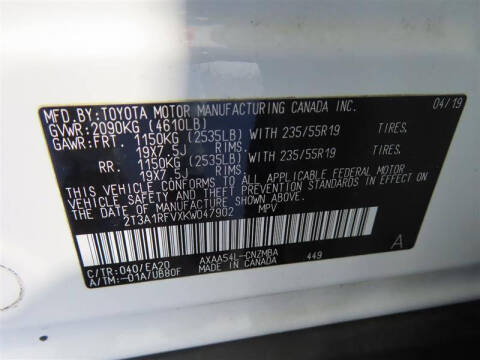 MFD.BY:TOYOTA MOTOR MANUFACTURING CANADA INC. 04/19
GVWR:2090KG (4610LB)
GAWR:FRT. 1150KG (2535LB) WITH 235/55R19 TIRES,
19X7.5J RIMS.
RR. 1150KG (2535LB) WITH 235/55R19 TIRES,
19X7.5J RIMS.
THIS VEHICLE CONFORMS TO ALL APPLICABLE FEDERAL MOTOR
VEHICLE SAFETY STANDARDS IN EFFECT ON THE DATE OF
MANUFACTURE SHOWN ABOVE.
2T3A1RFVXKW047902 MPV
A
C/TR:040/EA20 AXAA54L-CNZMBA 449
A/TM:-01A/UB80F MADE IN CANADA